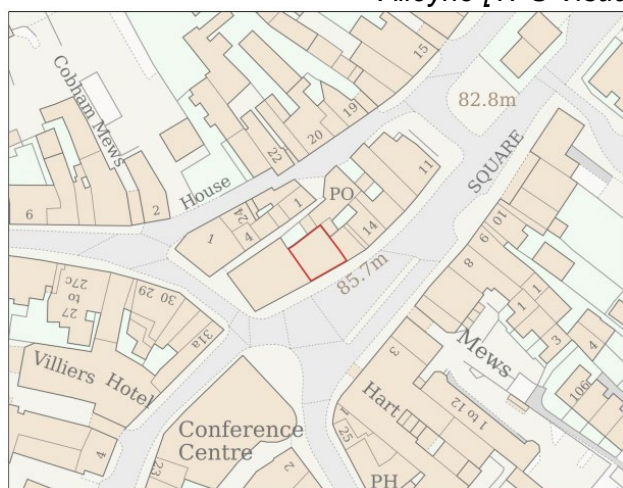 15
82.8m
Cobham Mews
19
20
22
11
SQUARE
House
PO
6
2
24
1
1
4
14
10
9
8
85.7m
27c
to
27
30 29
31a
1
1
3
4
Mews
3
Villiers Hotel
106
1 to 12
Hart
Conference
Centre
25
4
23
2
PH